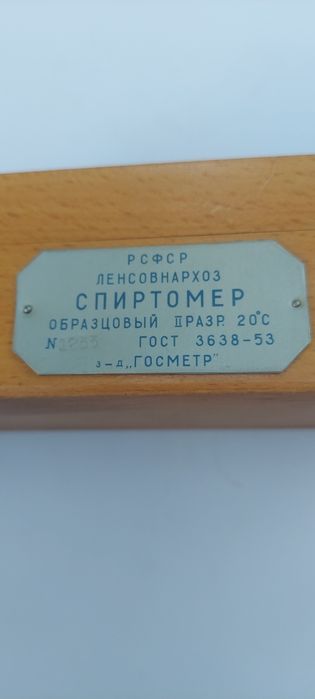 РСФСР
ЛЕНСОВНАРХОЗ
СПИРТОМЕР
ОБРАЗЦОВЫЙ II РАЗР. 20°С
N ГОСТ 3638-53
з-д „ГОСМЕТР"